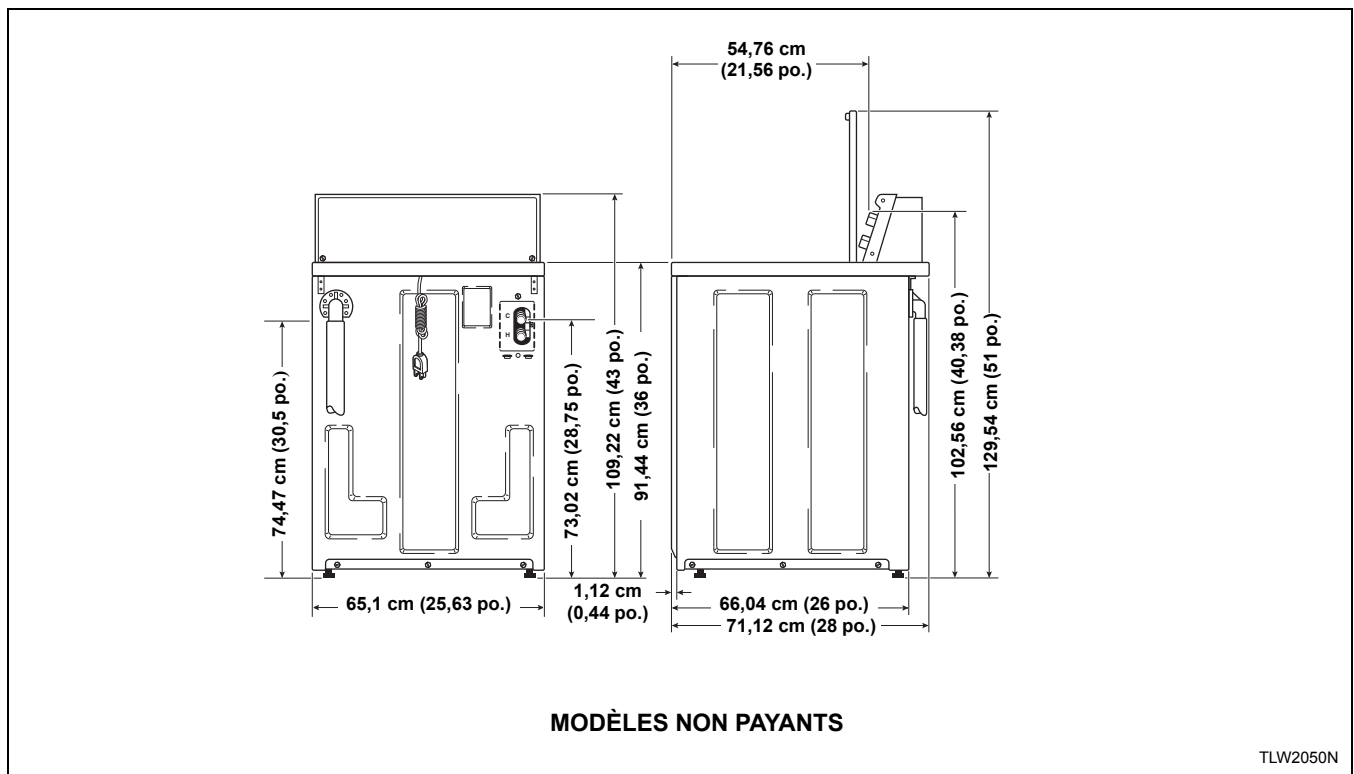 54,76 cm
(21,56 po.)
C
H
74,47 cm (30,5 po.)
73,02 cm (28,75 po.)
109,22 cm (43 po.)
91,44 cm (36 po.)
102,56 cm (40,38 po.)
129,54 cm (51 po.)
65,1 cm (25,63 po.)
1,12 cm
(0,44 po.)
66,04 cm (26 po.)
71,12 cm (28 po.)
MODÈLES NON PAYANTS
TLW2050N